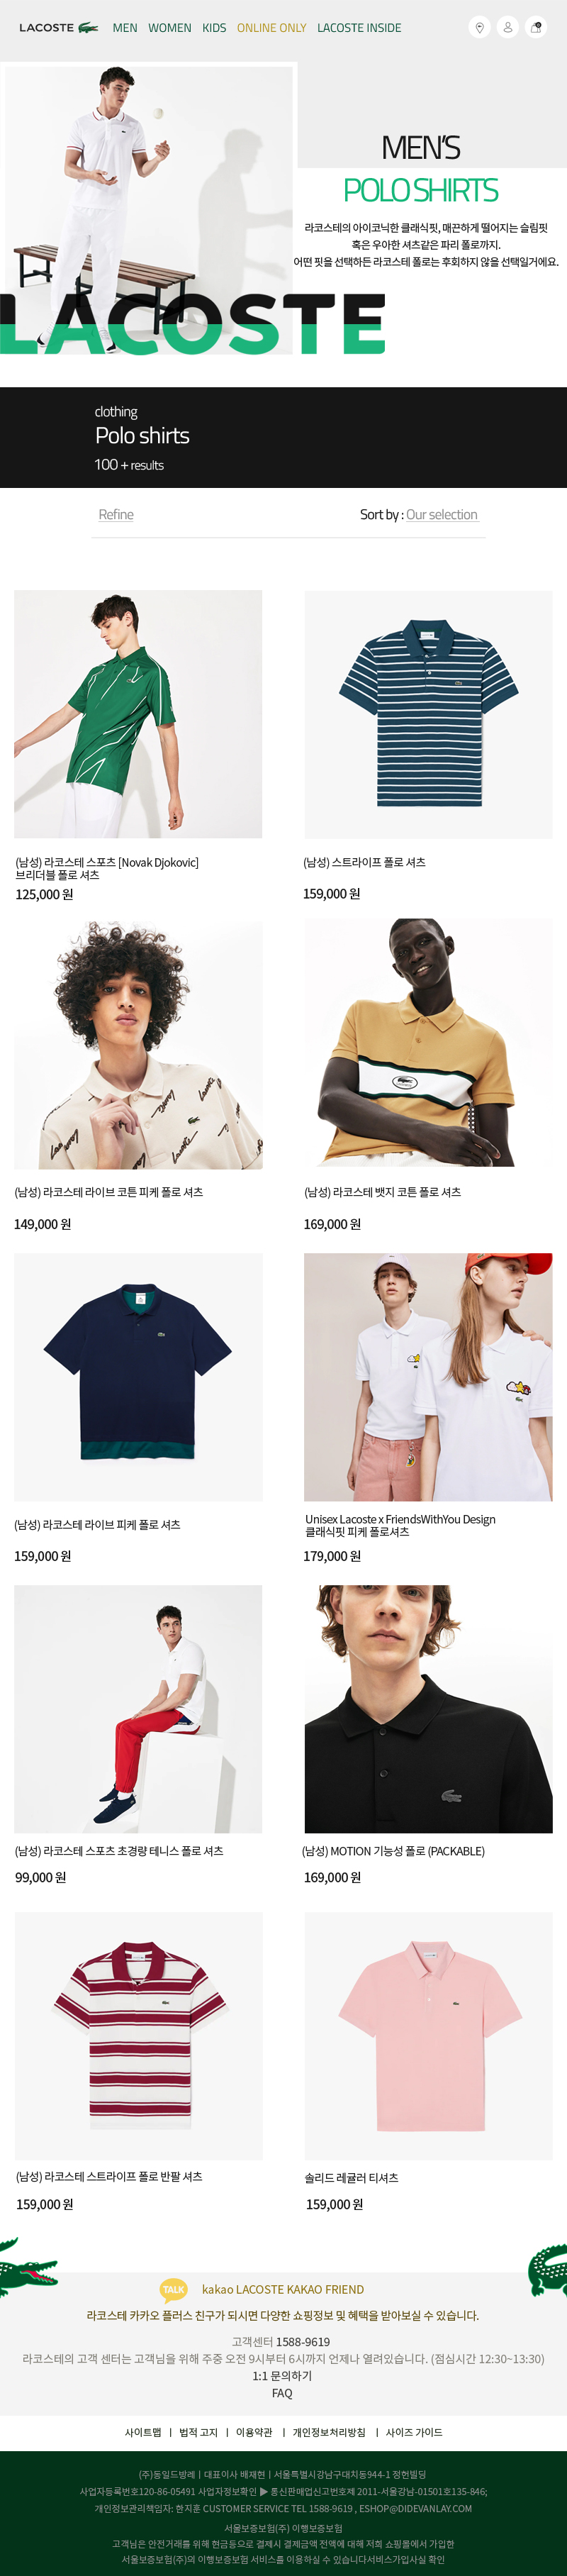 LACOSTE MEN WOMEN KIDS ONLINE ONLY LACOSTE INSIDE
MEN'S
POLO SHIRTS
라코스테의 아이코닉한 클래식핏, 매끈하게 떨어지는 슬림핏
혹은 우아한 셔츠같은 파리 폴로까지.
어떤 핏을 선택하든 라코스테 폴로는 후회하지 않을 선택일거에요.
LACOSTE
clothing
Polo shirts
100 + results
Refine Sort by : Our selection
(남성) 라코스테 스포츠 [Novak Djokovic]
브리더블 폴로 셔츠
125,000 원
(남성) 스트라이프 폴로 셔츠
159,000 원
(남성) 라코스테 라이브 코튼 피케 폴로 셔츠
149,000 원
(남성) 라코스테 뱃지 코튼 폴로 셔츠
169,000 원
(남성) 라코스테 라이브 피케 폴로 셔츠
159,000 원
Unisex Lacoste x FriendsWithYou Design
클래식핏 피케 폴로셔츠
179,000 원
(남성) 라코스테 스포츠 초경량 테니스 폴로 셔츠
99,000 원
(남성) MOTION 기능성 폴로 (PACKABLE)
169,000 원
(남성) 라코스테 스트라이프 폴로 반팔 셔츠
159,000 원
솔리드 레귤러 티셔츠
159,000 원
TALK kakao LACOSTE KAKAO FRIEND
라코스테 카카오 플러스 친구가 되시면 다양한 쇼핑정보 및 혜택을 받아보실 수 있습니다.
고객센터 1588-9619
라코스테의 고객 센터는 고객님을 위해 주중 오전 9시부터 6시까지 언제나 열려있습니다. (점심시간 12:30~13:30)
1:1 문의하기
FAQ
사이트맵 | 법적 고지 | 이용약관 | 개인정보처리방침 | 사이즈 가이드
(주)동일드방레 | 대표이사 배재현 | 서울특별시강남구대치동944-1 정헌빌딩
사업자등록번호120-86-05491 사업자정보확인 ▶ 통신판매업신고번호제 2011-서울강남-01501호135-846;
개인정보관리책임자: 한지훈 CUSTOMER SERVICE TEL 1588-9619 , ESHOP@DIDEVANLAY.COM
서울보증보험(주) 이행보증보험
고객님은 안전거래를 위해 현금등으로 결제시 결제금액 전액에 대해 저희 쇼핑몰에서 가입한
서울보증보험(주)의 이행보증보험 서비스를 이용하실 수 있습니다서비스가입사실 확인